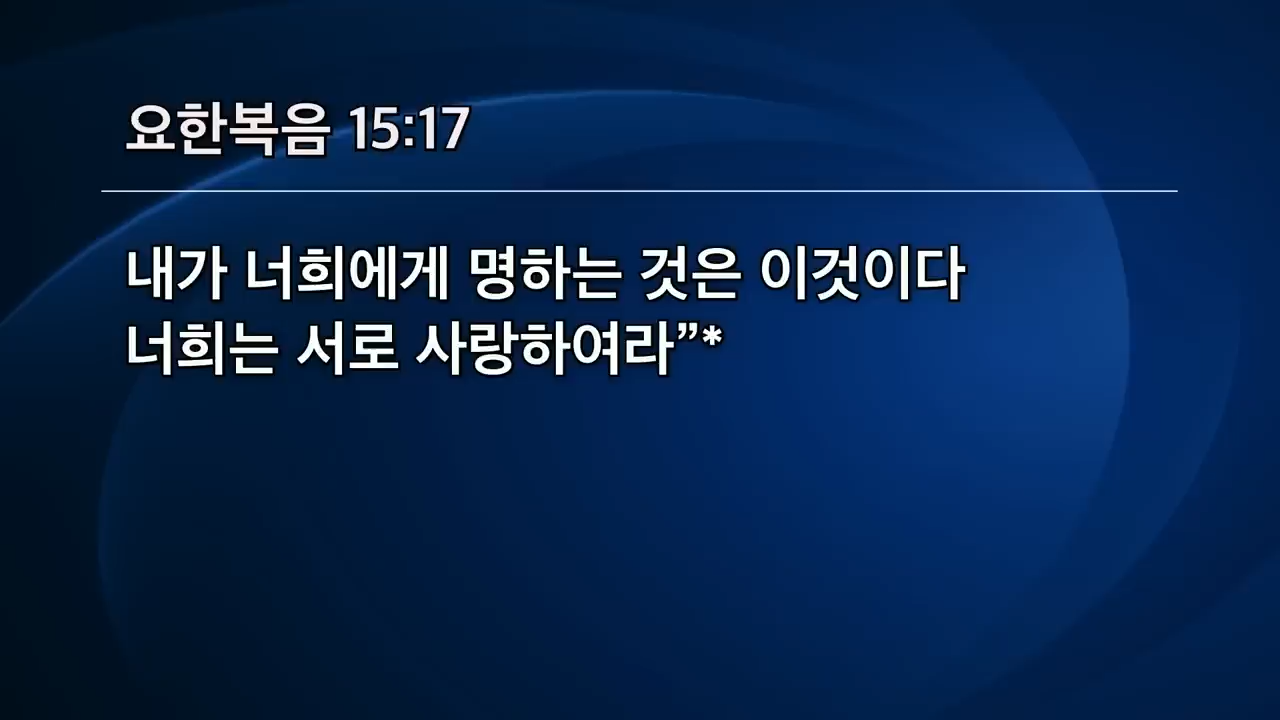 요한복음 15:17
내가 너희에게 명하는 것은 이것이다
너희는 서로 사랑하여라”*